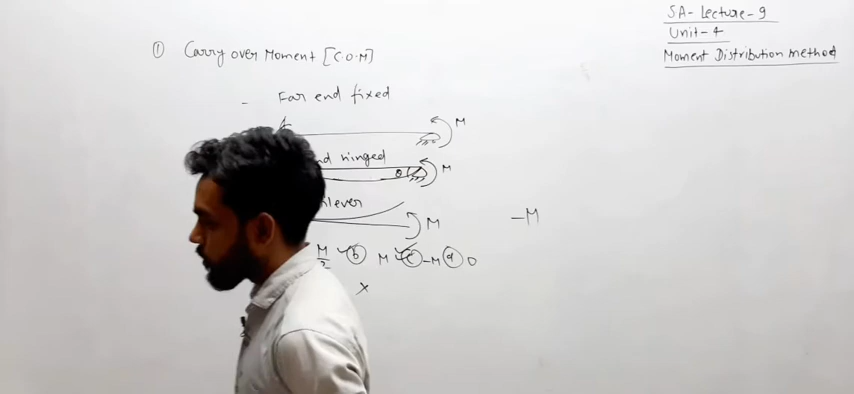 SA- Lecture-9
Unit-4
Moment Distribution method
① Carry over Moment [C.O.M]
- Far end fixed
M
nd hinged
θ M
lever
M
-M
M/2 ⓑ M ⓒ -M ⓓ 0
x